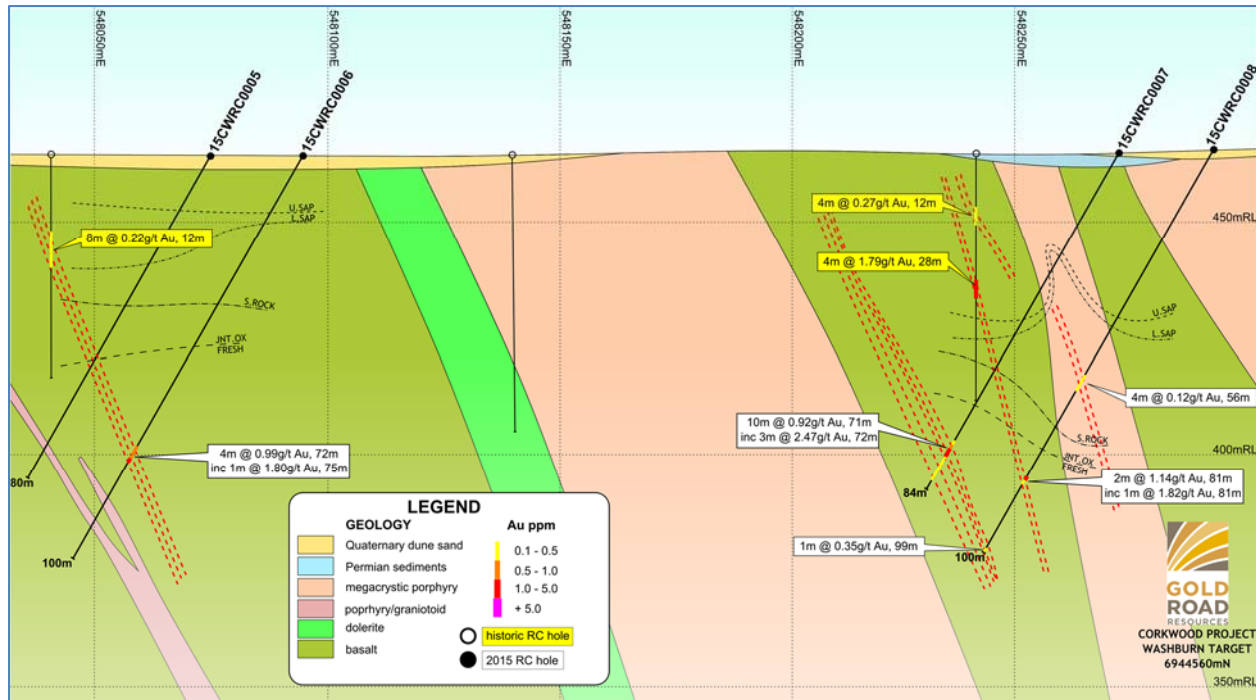 548050mE
548100mE
548150mE
548200mE
548250mE
15CWRC0005
15CWRC0006
15CWRC0007
15CWRC0008
U.SAP
L.SAP
450mRL
8m @ 0.22g/t Au, 12m
S.ROCK
JNT.OX
FRESH
4m @ 0.27g/t Au, 12m
4m @ 1.79g/t Au, 28m
U.SAP
L.SAP
4m @ 0.12g/t Au, 56m
10m @ 0.92g/t Au, 71m
inc 3m @ 2.47g/t Au, 72m
S.ROCK
JNT.OX
FRESH
400mRL
4m @ 0.99g/t Au, 72m
inc 1m @ 1.80g/t Au, 75m
80m
84m
2m @ 1.14g/t Au, 81m
inc 1m @ 1.82g/t Au, 81m
1m @ 0.35g/t Au, 99m
100m
100m
LEGEND
GEOLOGY
Quaternary dune sand
Permian sediments
megacrystic porphyry
poprhyry/graniotoid
dolerite
basalt
Au ppm
0.1 - 0.5
0.5 - 1.0
1.0 - 5.0
+ 5.0
historic RC hole
2015 RC hole
GOLD
ROAD
RESOURCES
CORKWOOD PROJECT
WASHBURN TARGET
6944560mN
350mRL